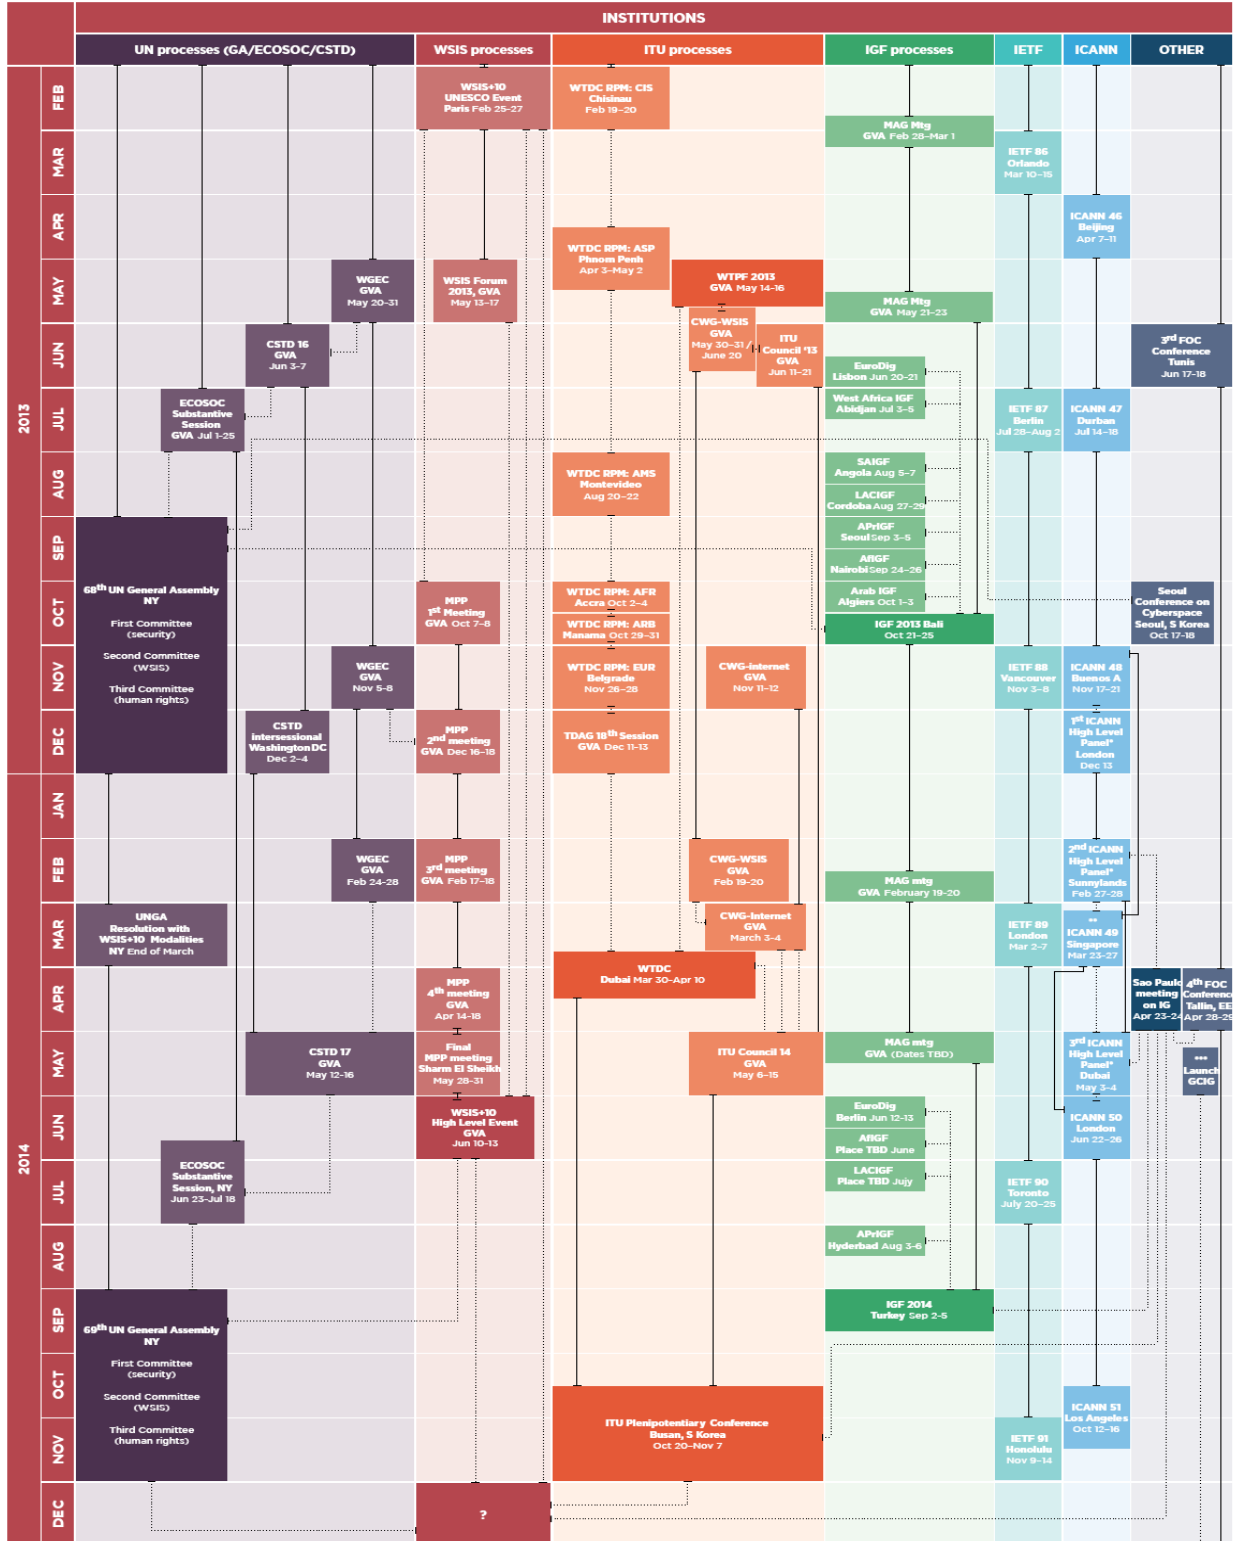 INSTITUTIONS
UN processes (GA/ECOSOC/CSTD)
WSIS processes
ITU processes
IGF processes
IETF
ICANN
OTHER
2013
FEB
WSIS+10
UNESCO Event
Paris Feb 25-27
WTDC RPM: CIS
Chisinau
Feb 19-20
MAG Mtg
GVA Feb 28-Mar 1
MAR
IETF 86
Orlando
Mar 10-15
APR
ICANN 46
Beijing
Apr 7-11
WTDC RPM: ASP
Phnom Penh
Apr 3-May 2
MAY
WGEC
GVA
May 20-31
WSIS Forum
2013, GVA
May 13-17
WTPF 2013
GVA May 14-16
MAG Mtg
GVA May 21-23
CWG-WSIS
GVA
May 30-31 /
June 20
JUN
CSTD 16
GVA
Jun 3-7
ITU
Council '13
GVA
Jun 11-21
3rd FOC
Conference
Tunis
Jun 17-18
EuroDig
Lisbon Jun 20-21
JUL
ECOSOC
Substantive
Session
GVA Jul 1-25
West Africa IGF
Abidjan Jul 3-5
IETF 87
Berlin
Jul 28-Aug 2
ICANN 47
Durban
Jul 14-18
AUG
WTDC RPM: AMS
Montevideo
Aug 20-22
SAIGF
Angola Aug 5-7
LACIGF
Cordoba Aug 27-29
SEP
APrIGF
Seoul Sep 3-5
AfIGF
Nairobi Sep 24-26
68th UN General Assembly
NY
First Committee
(security)
Second Committee
(WSIS)
Third Committee
(human rights)
OCT
MPP
1st Meeting
GVA Oct 7-8
WTDC RPM: AFR
Accra Oct 2-4
WTDC RPM: ARB
Manama Oct 29-31
Arab IGF
Algiers Oct 1-3
IGF 2013 Bali
Oct 21-25
Seoul
Conference on
Cyberspace
Seoul, S Korea
Oct 17-18
NOV
WGEC
GVA
Nov 5-8
WTDC RPM: EUR
Belgrade
Nov 26-28
CWG-internet
GVA
Nov 11-12
IETF 88
Vancouver
Nov 3-8
ICANN 48
Buenos A
Nov 17-21
DEC
CSTD
intersessional
Washington DC
Dec 2-4
MPP
2nd meeting
GVA Dec 16-18
TDAG 18th Session
GVA Dec 11-13
1st ICANN
High Level
Panel*
London
Dec 13
2014
JAN
FEB
WGEC
GVA
Feb 24-28
MPP
3rd meeting
GVA Feb 17-18
CWG-WSIS
GVA
Feb 19-20
MAG mtg
GVA February 19-20
2nd ICANN
High Level
Panel*
Sunnylands
Feb 27-28
MAR
UNGA
Resolution with
WSIS+10 Modalities
NY End of March
CWG-Internet
GVA
March 3-4
IETF 89
London
Mar 2-7
**
ICANN 49
Singapore
Mar 23-27
WTDC
Dubai Mar 30-Apr 10
APR
MPP
4th meeting
GVA
Apr 14-18
Sao Paulo
meeting
on IG
Apr 23-24
4th FOC
Conference
Tallin, EE
Apr 28-29
MAY
CSTD 17
GVA
May 12-16
Final
MPP meeting
Sharm El Sheikh
May 28-31
ITU Council 14
GVA
May 6-15
MAG mtg
GVA (Dates TBD)
3rd ICANN
High Level
Panel*
Dubai
May 3-4
***
Launch
GCIG
JUN
WSIS+10
High Level Event
GVA
Jun 10-13
EuroDig
Berlin Jun 12-13
AfIGF
Place TBD June
ICANN 50
London
Jun 22-26
JUL
ECOSOC
Substantive
Session, NY
Jun 23-Jul 18
LACIGF
Place TBD Jujy
IETF 90
Toronto
July 20-25
AUG
APrIGF
Hyderbad Aug 3-6
SEP
69th UN General Assembly
NY
First Committee
(security)
Second Committee
(WSIS)
Third Committee
(human rights)
IGF 2014
Turkey Sep 2-5
OCT
ITU Plenipotentiary Conference
Busan, S Korea
Oct 20-Nov 7
ICANN 51
Los Angeles
Oct 12-16
NOV
IETF 91
Honolulu
Nov 9-14
DEC
?